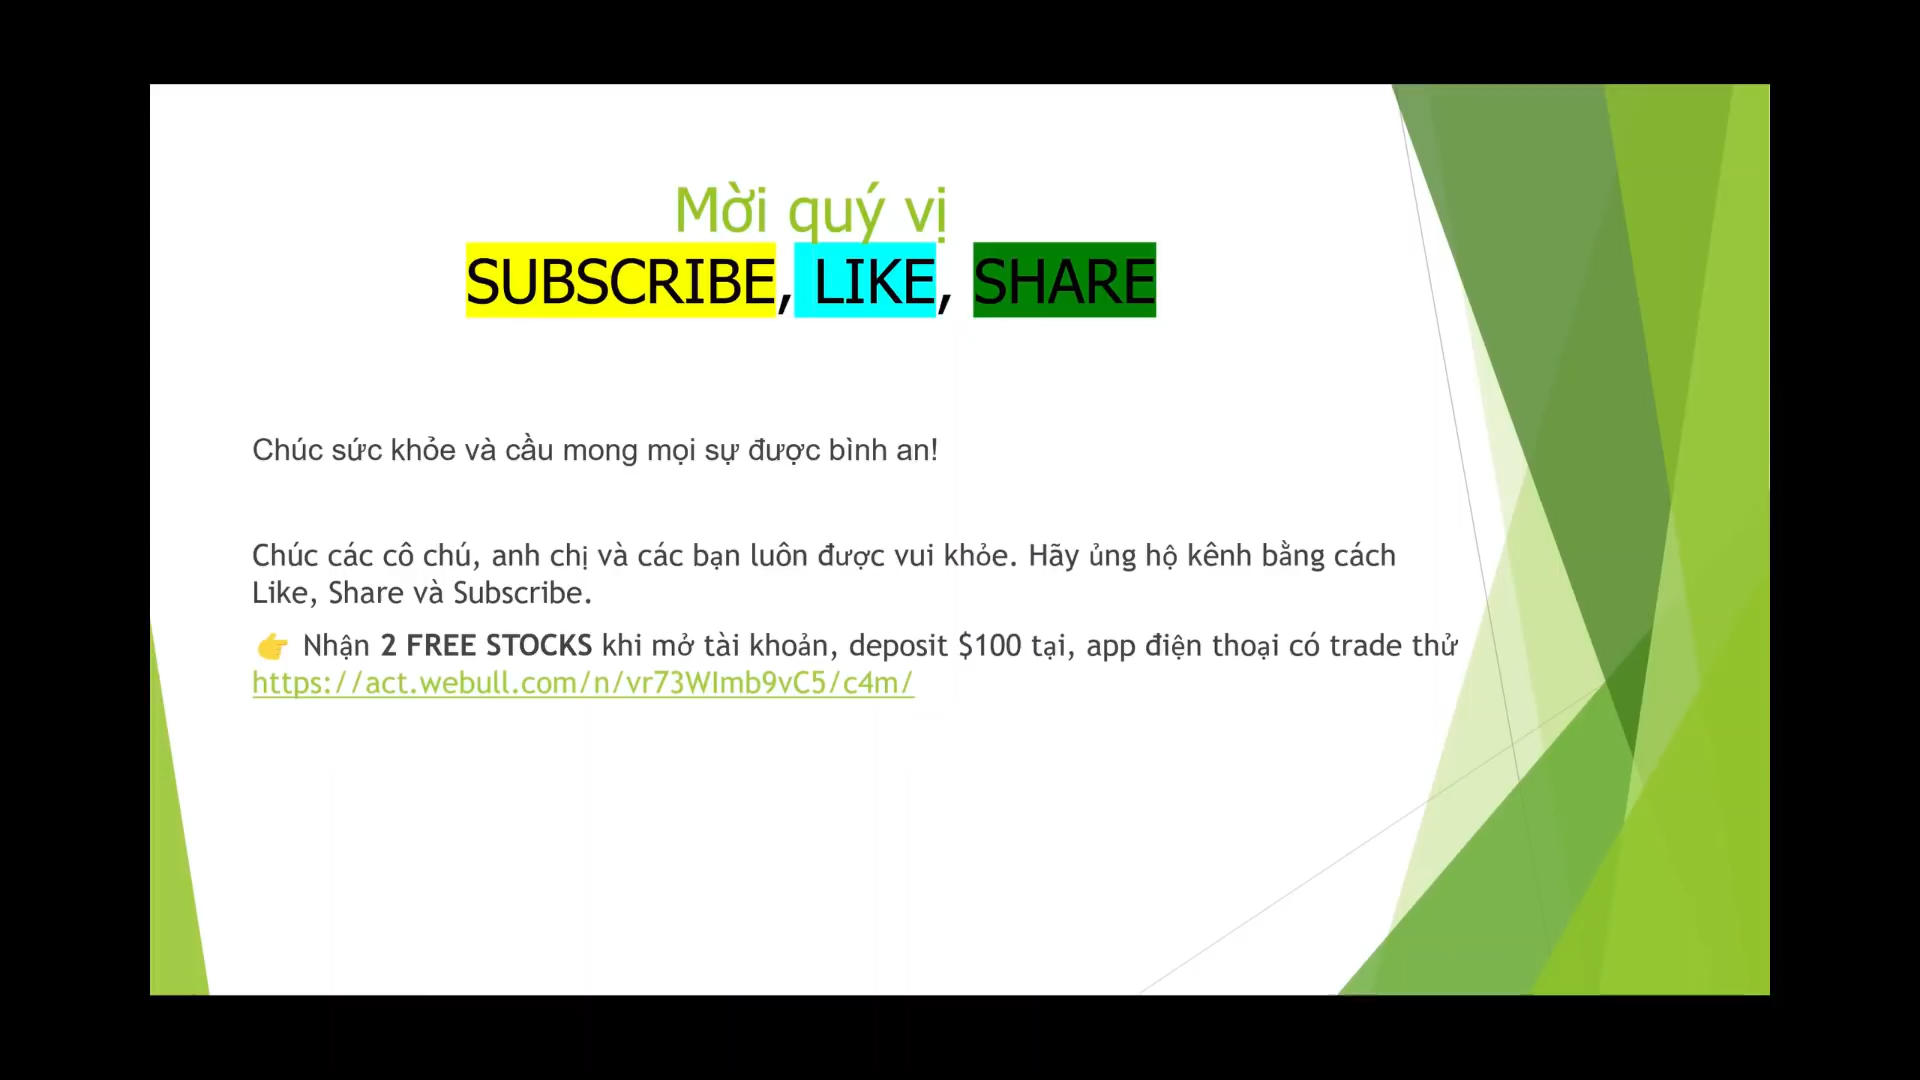 Mời quý vị
SUBSCRIBE, LIKE, SHARE
Chúc sức khỏe và cầu mong mọi sự được bình an!
Chúc các cô chú, anh chị và các bạn luôn được vui khỏe. Hãy ủng hộ kênh bằng cách
Like, Share và Subscribe.
👉 Nhận 2 FREE STOCKS khi mở tài khoản, deposit $100 tại, app điện thoại có trade thử
https://act.webull.com/n/vr73WImb9vC5/c4m/